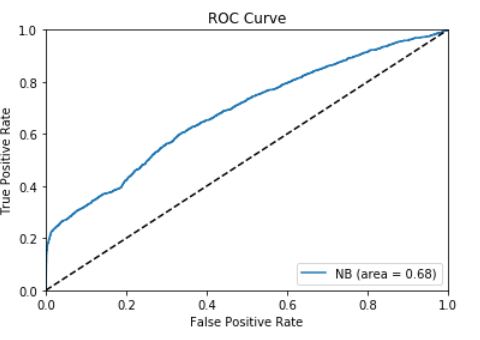 ROC Curve
True Positive Rate
1.0
0.8
0.6
0.4
0.2
0.0
NB (area = 0.68)
0.0 0.2 0.4 0.6 0.8 1.0
False Positive Rate